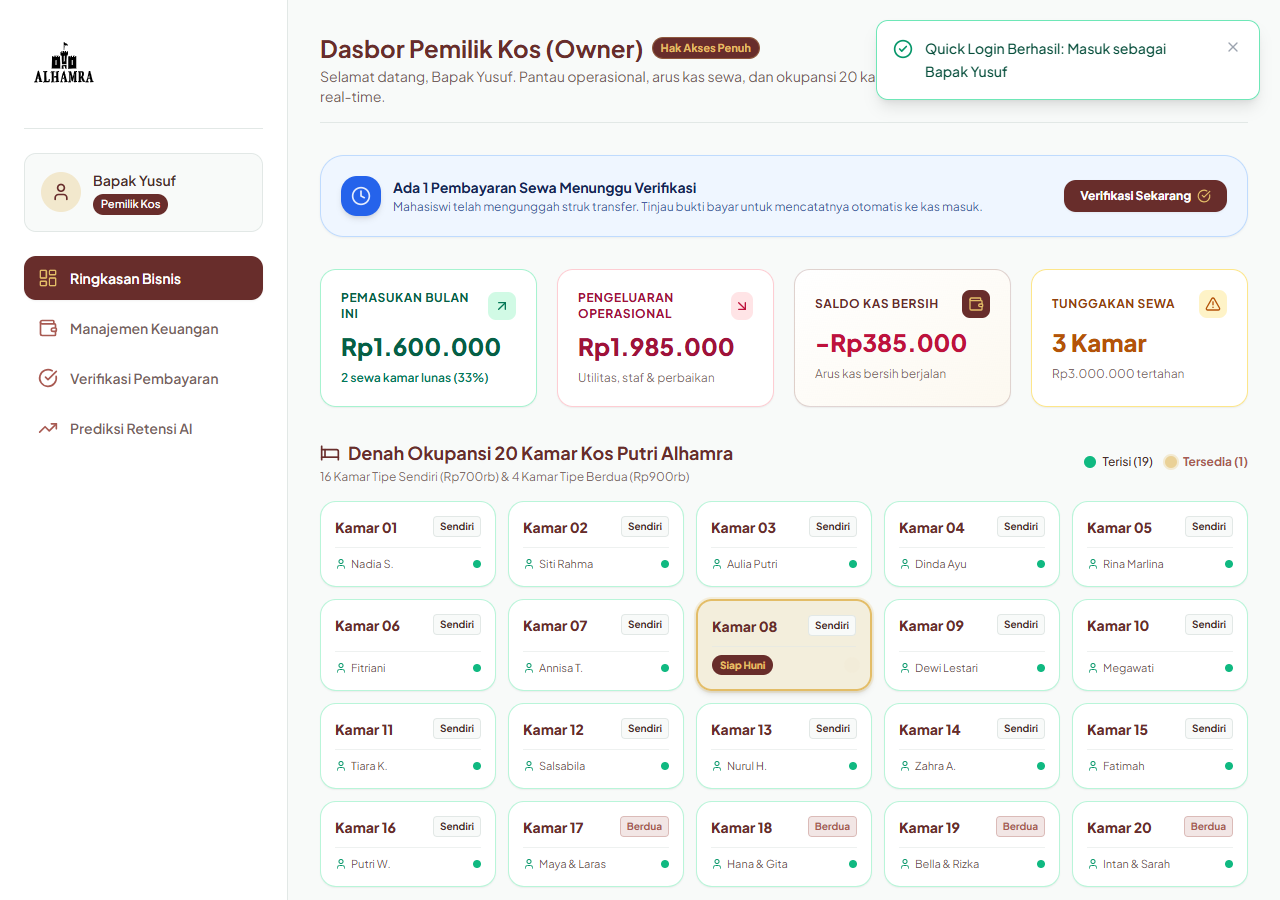 ALHAMRA
Bapak Yusuf
Pemilik Kos
Ringkasan Bisnis
Manajemen Keuangan
Verifikasi Pembayaran
Prediksi Retensi AI
Dasbor Pemilik Kos (Owner)
Hak Akses Penuh
Selamat datang, Bapak Yusuf. Pantau operasional, arus kas sewa, dan okupansi 20 ka
real-time.
Quick Login Berhasil: Masuk sebagai
Bapak Yusuf
Ada 1 Pembayaran Sewa Menunggu Verifikasi
Mahasiswi telah mengunggah struk transfer. Tinjau bukti bayar untuk mencatatnya otomatis ke kas masuk.
Verifikasi Sekarang
PEMASUKAN BULAN
INI
Rp1.600.000
2 sewa kamar lunas (33%)
PENGELUARAN
OPERASIONAL
Rp1.985.000
Utilitas, staf & perbaikan
SALDO KAS BERSIH
-Rp385.000
Arus kas bersih berjalan
TUNGGAKAN SEWA
3 Kamar
Rp3.000.000 tertahan
Denah Okupansi 20 Kamar Kos Putri Alhamra
16 Kamar Tipe Sendiri (Rp700rb) & 4 Kamar Tipe Berdua (Rp900rb)
Terisi (19)
Tersedia (1)
Kamar 01 Sendiri
Nadia S.
Kamar 02 Sendiri
Siti Rahma
Kamar 03 Sendiri
Aulia Putri
Kamar 04 Sendiri
Dinda Ayu
Kamar 05 Sendiri
Rina Marlina
Kamar 06 Sendiri
Fitriani
Kamar 07 Sendiri
Annisa T.
Kamar 08 Sendiri
Siap Huni
Kamar 09 Sendiri
Dewi Lestari
Kamar 10 Sendiri
Megawati
Kamar 11 Sendiri
Tiara K.
Kamar 12 Sendiri
Salsabila
Kamar 13 Sendiri
Nurul H.
Kamar 14 Sendiri
Zahra A.
Kamar 15 Sendiri
Fatimah
Kamar 16 Sendiri
Putri W.
Kamar 17 Berdua
Maya & Laras
Kamar 18 Berdua
Hana & Gita
Kamar 19 Berdua
Bella & Rizka
Kamar 20 Berdua
Intan & Sarah